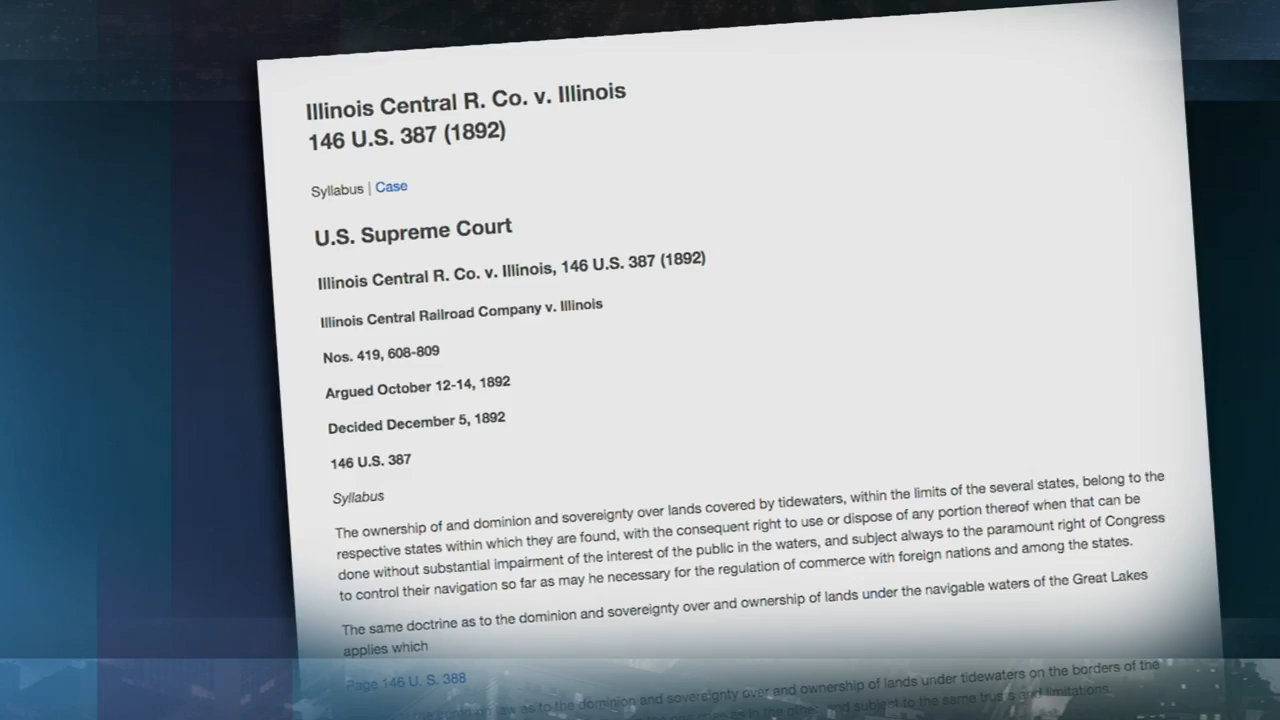 Illinois Central R. Co. v. Illinois
146 U.S. 387 (1892)
Syllabus | Case
U.S. Supreme Court
Illinois Central R. Co. v. Illinois, 146 U.S. 387 (1892)
Illinois Central Railroad Company v. Illinois
Nos. 419, 608-809
Argued October 12-14, 1892
Decided December 5, 1892
146 U.S. 387
Syllabus
The ownership of and dominion and sovereignty over lands covered by tidewaters, within the limits of the several states, belong to the
respective states within which they are found, with the consequent right to use or dispose of any portion thereof when that can be
done without substantial impairment of the interest of the public in the waters, and subject always to the paramount right of Congress
to control their navigation so far as may he necessary for the regulation of commerce with foreign nations and among the states.
The same doctrine as to the dominion and sovereignty over and ownership of lands under the navigable waters of the Great Lakes
applies which
Page 146 U. S. 388
law as to the dominion and sovereignty over and ownership of lands under tidewaters on the borders of the
and subject to the same trusts and limitations.